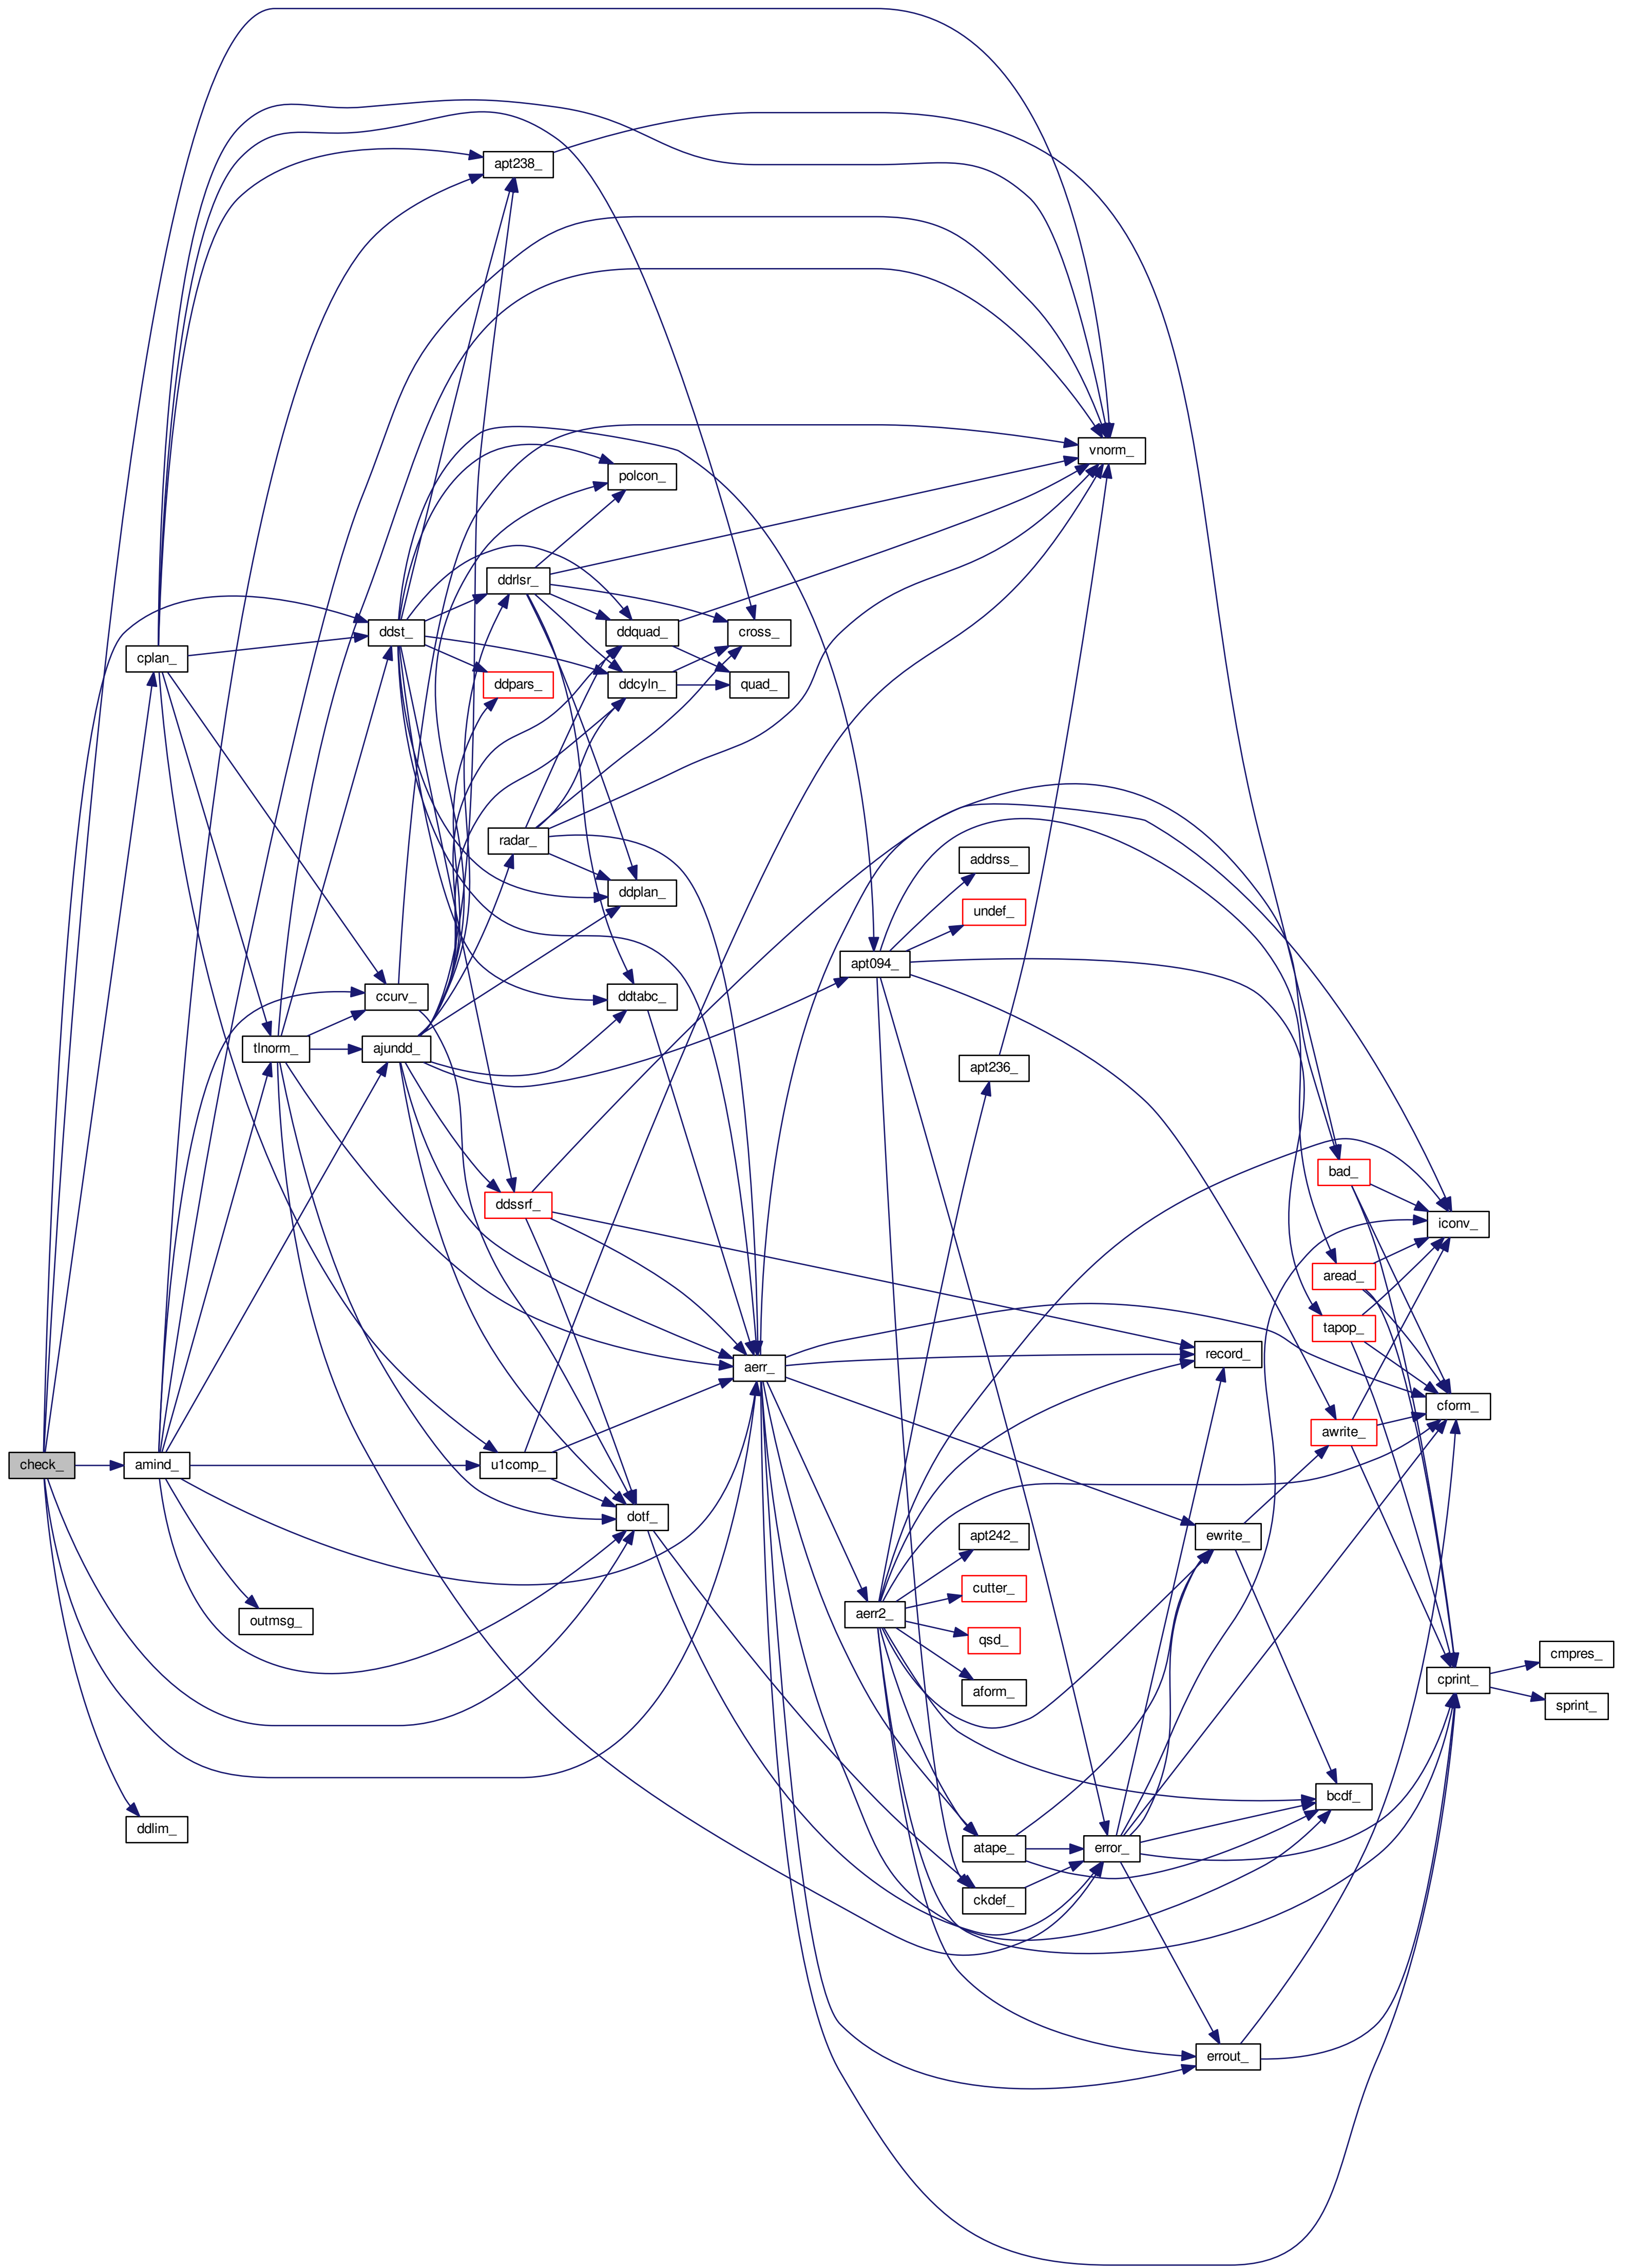 apt238_
vnorm_
polcon_
ddrlsr_
ddst_
ddquad_
cross_
cplan_
ddpars_
ddcyln_
quad_
radar_
addrss_
ddplan_
undef_
apt094_
ccurv_
ddtabc_
tlnorm_
ajundd_
apt236_
bad_
ddssrf_
iconv_
aread_
tapop_
record_
aerr_
cform_
awrite_
check_
amind_
u1comp_
dotf_
apt242_
ewrite_
cutter_
aerr2_
outmsg_
qsd_
cmpres_
aform_
cprint_
sprint_
bcdf_
ddlim_
atape_
error_
ckdef_
errout_